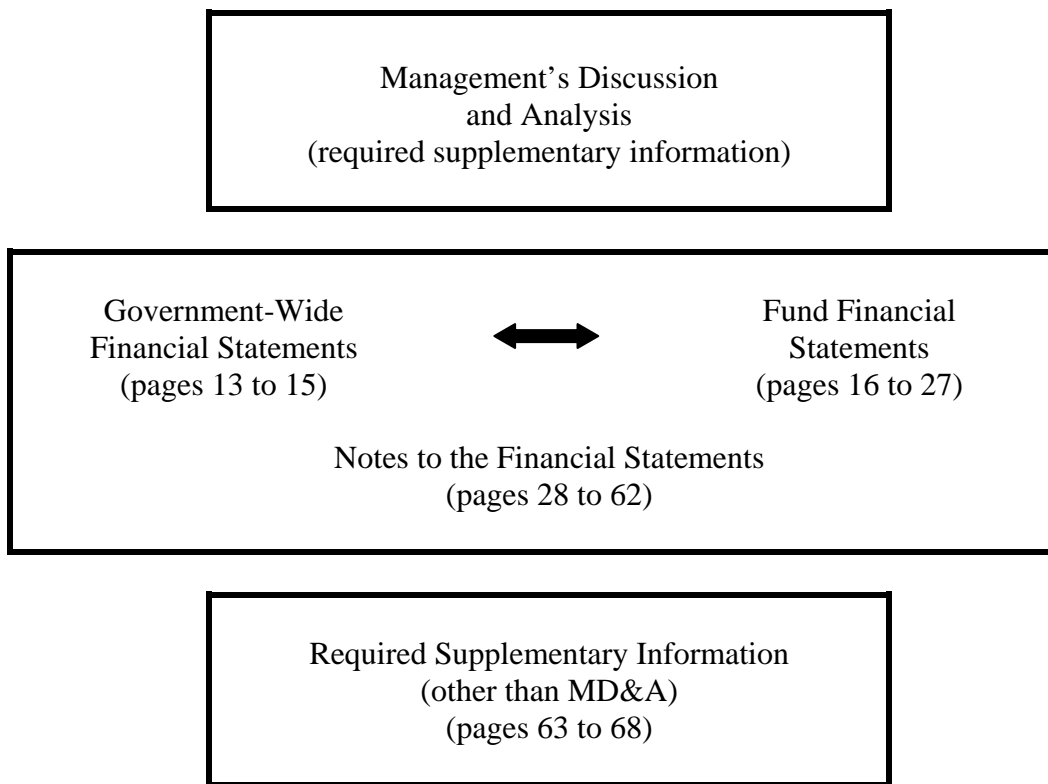 Management’s Discussion
and Analysis
(required supplementary information)
Government-Wide
Financial Statements
(pages 13 to 15)
Fund Financial
Statements
(pages 16 to 27)
Notes to the Financial Statements
(pages 28 to 62)
Required Supplementary Information
(other than MD&A)
(pages 63 to 68)